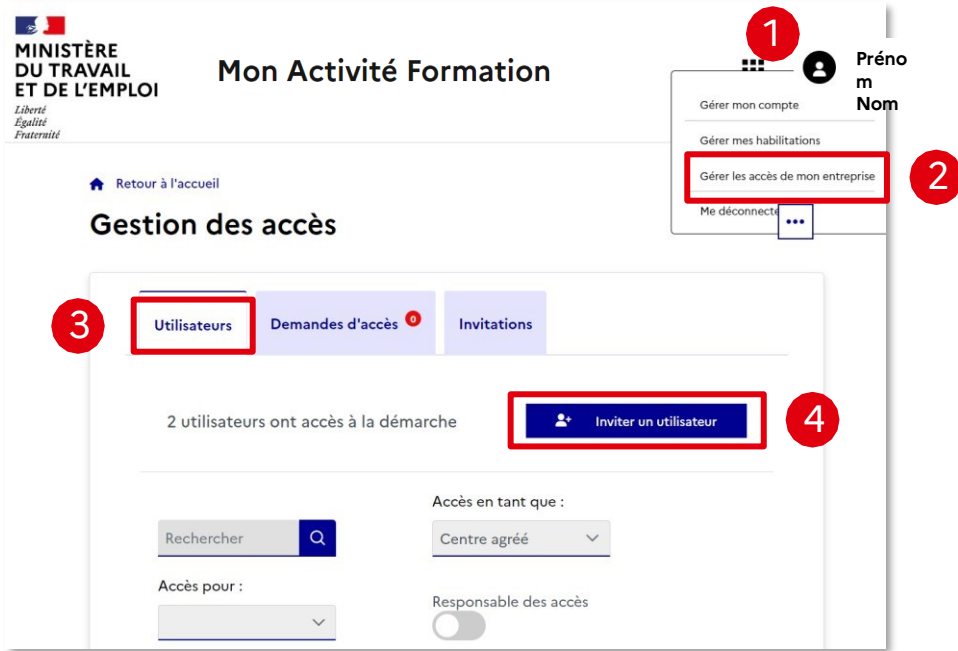 MINISTÈRE
DU TRAVAIL
ET DE L'EMPLOI
Liberté
Égalité
Fraternité
Mon Activité Formation
1
Préno
m
Nom
Gérer mon compte
Gérer mes habilitations
Gérer les accès de mon entreprise
2
Me déconnecte
...
Retour à l'accueil
Gestion des accès
3
Utilisateurs
Demandes d'accès 0
Invitations
2 utilisateurs ont accès à la démarche
Inviter un utilisateur
4
Accès en tant que :
Rechercher
Centre agréé
Accès pour :
Responsable des accès